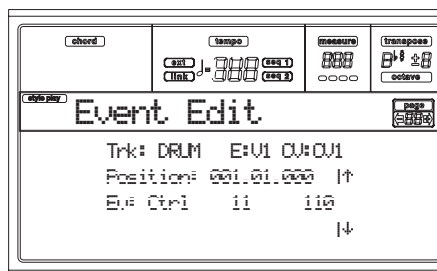 chord tempo measure transpose
ext seq 1
link seq 2
octave
style play
page
Event Edit
Trk: DRUM E:V1 CV:CV1
Position: 001.01.000 |↑
Ev: Ctrl 11 110
|↓